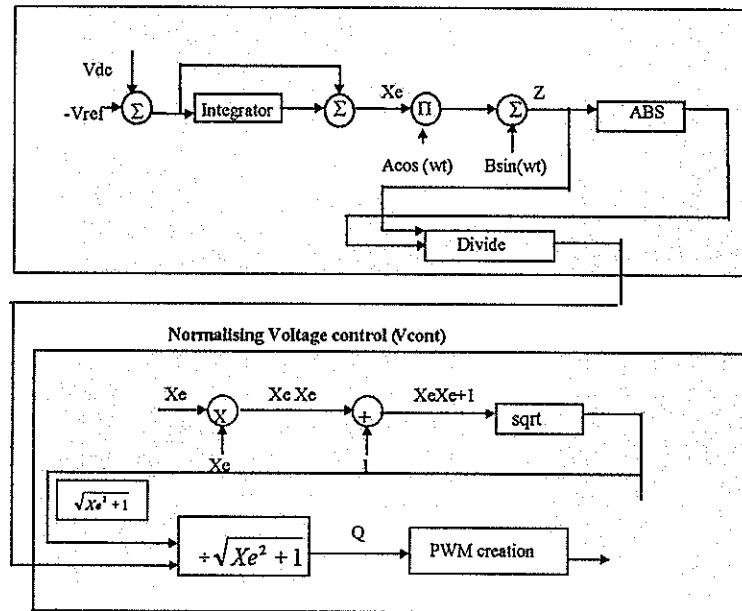 Vdc
-Vref
Σ
Integrator
Σ
Xe
Π
Σ
Z
ABS
Acos (wt)
Bsin(wt)
Divide
Normalising Voltage control (Vcont)
Xe
X
Xe Xe
+
XeXe+1
sqrt
Xe
1
√Xe²+1
÷√Xe²+1
Q
PWM creation